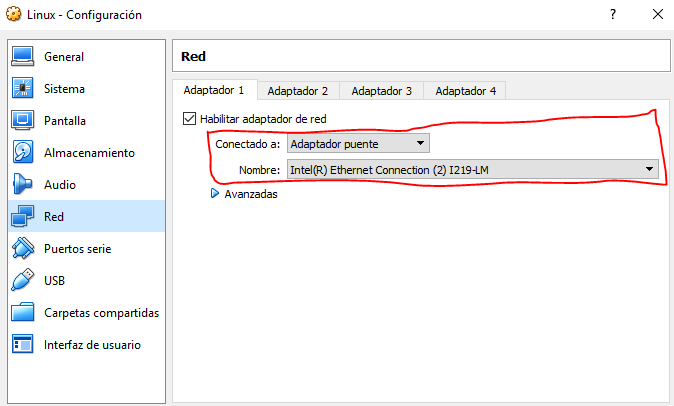 Linux - Configuración
?
General
Sistema
Pantalla
Almacenamiento
Audio
Red
Puertos serie
USB
Carpetas compartidas
Interfaz de usuario
Red
Adaptador 1 Adaptador 2 Adaptador 3 Adaptador 4
Habilitar adaptador de red
Conectado a: Adaptador puente
Nombre: Intel(R) Ethernet Connection (2) I219-LM
Avanzadas